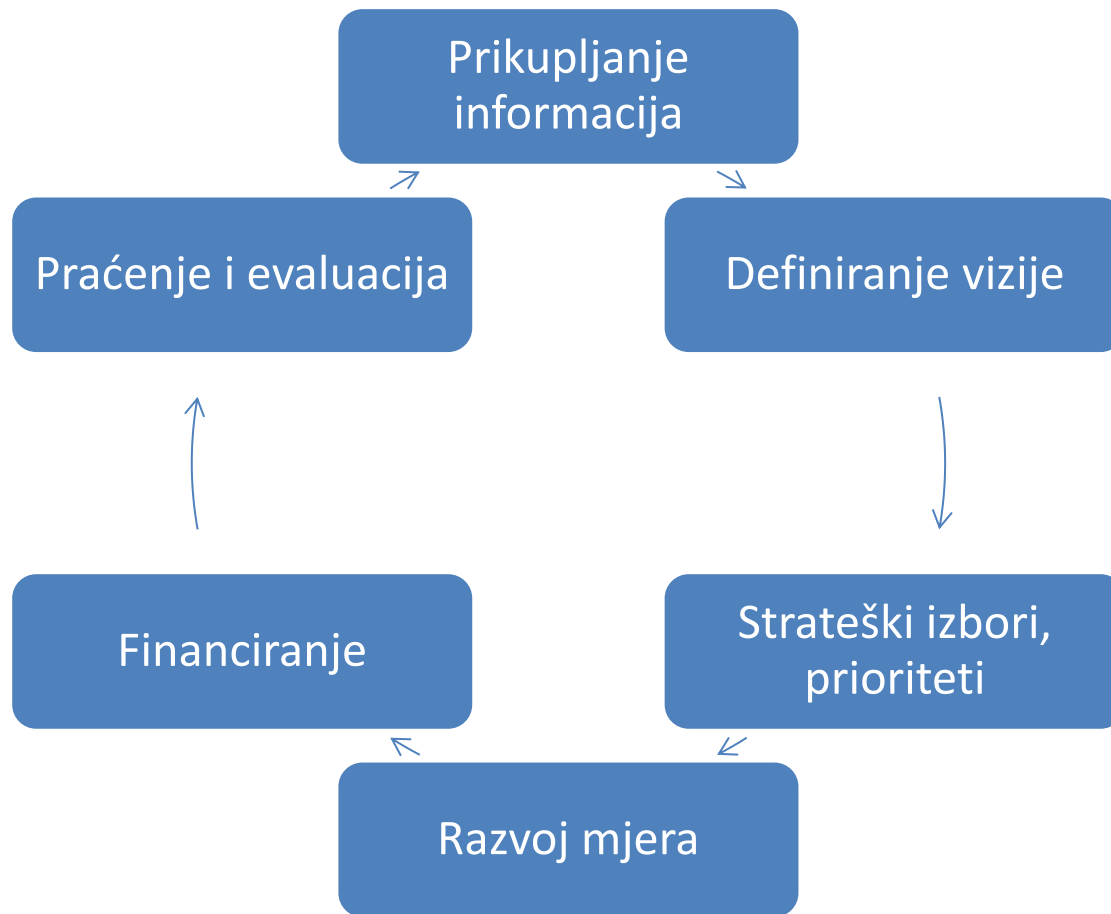 Prikupljanje
informacija
Praćenje i evaluacija
Definiranje vizije
Financiranje
Strateški izbori,
prioriteti
Razvoj mjera